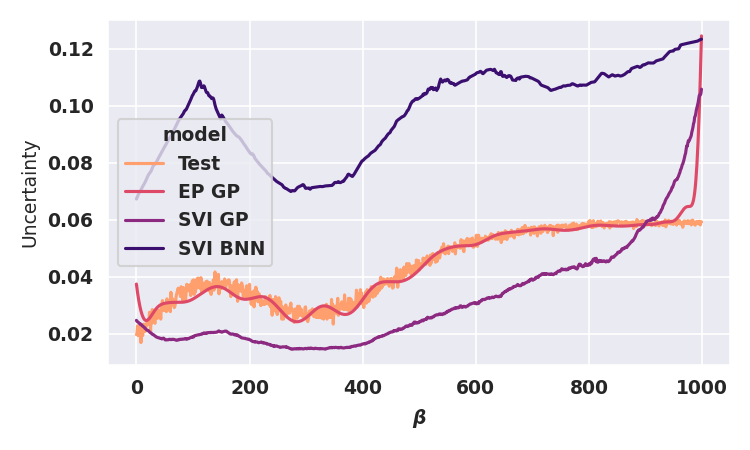 0.12
0.10
0.08
0.06
0.04
0.02
Uncertainty
model
Test
EP GP
SVI GP
SVI BNN
0 200 400 600 800 1000
β